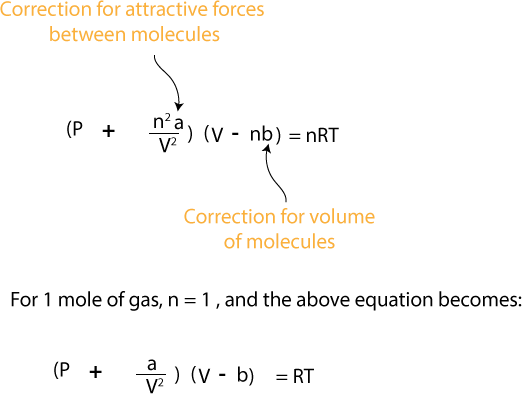 Correction for attractive forces
between molecules
(P + n²a/V²) (V - nb) = nRT
Correction for volume
of molecules
For 1 mole of gas, n = 1 , and the above equation becomes:
(P + a/V²) (V - b) = RT